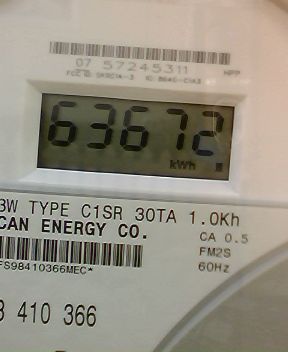 07 57245311
NPP
63672
kWh
3W TYPE C1SR 30TA 1.0Kh
CAN ENERGY CO.
CA 0.5
FM2S
60Hz
FS98410366MEC*
3 410 366